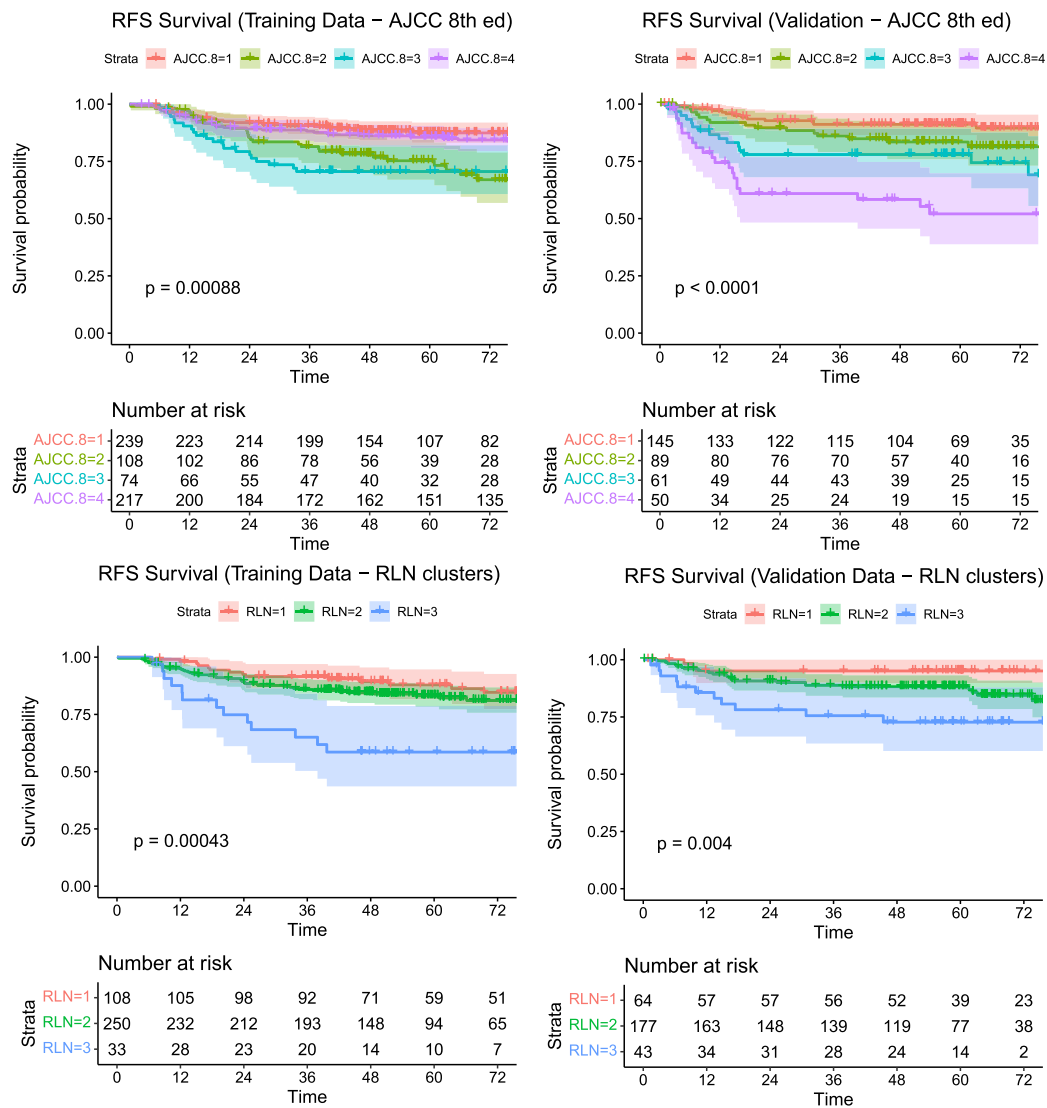 RFS Survival (Training Data − AJCC 8th ed)
Strata AJCC.8=1 AJCC.8=2 AJCC.8=3 AJCC.8=4
Survival probability
1.00
0.75
0.50
0.25
0.00
p = 0.00088
0 12 24 36 48 60 72
Time
Number at risk
Strata
AJCC.8=1 239 223 214 199 154 107 82
AJCC.8=2 108 102 86 78 56 39 28
AJCC.8=3 74 66 55 47 40 32 28
AJCC.8=4 217 200 184 172 162 151 135
0 12 24 36 48 60 72
Time
RFS Survival (Validation − AJCC 8th ed)
Strata AJCC.8=1 AJCC.8=2 AJCC.8=3 AJCC.8=4
Survival probability
1.00
0.75
0.50
0.25
0.00
p < 0.0001
0 12 24 36 48 60 72
Time
Number at risk
Strata
AJCC.8=1 145 133 122 115 104 69 35
AJCC.8=2 89 80 76 70 57 40 16
AJCC.8=3 61 49 44 43 39 25 15
AJCC.8=4 50 34 25 24 19 15 15
0 12 24 36 48 60 72
Time
RFS Survival (Training Data − RLN clusters)
Strata RLN=1 RLN=2 RLN=3
Survival probability
1.00
0.75
0.50
0.25
0.00
p = 0.00043
0 12 24 36 48 60 72
Time
Number at risk
Strata
RLN=1 108 105 98 92 71 59 51
RLN=2 250 232 212 193 148 94 65
RLN=3 33 28 23 20 14 10 7
0 12 24 36 48 60 72
Time
RFS Survival (Validation Data − RLN clusters)
Strata RLN=1 RLN=2 RLN=3
Survival probability
1.00
0.75
0.50
0.25
0.00
p = 0.004
0 12 24 36 48 60 72
Time
Number at risk
Strata
RLN=1 64 57 57 56 52 39 23
RLN=2 177 163 148 139 119 77 38
RLN=3 43 34 31 28 24 14 2
0 12 24 36 48 60 72
Time